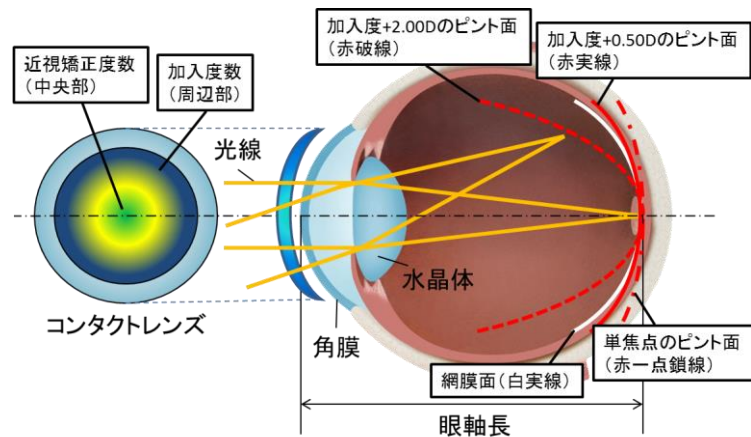 加入度+2.00Dのピント面
（赤破線）
加入度+0.50Dのピント面
（赤実線）
近視矯正度数
（中央部）
加入度数
（周辺部）
光線
水晶体
コンタクトレンズ
角膜
網膜面（白実線）
単焦点のピント面
（赤一点鎖線）
眼軸長